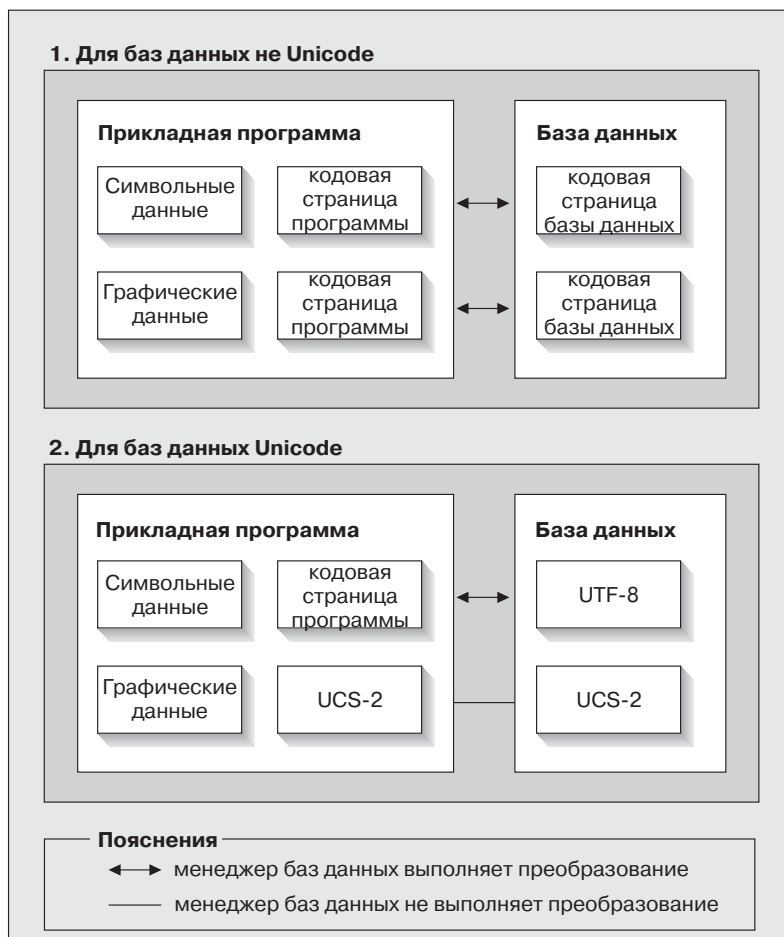 1. Для баз данных не Unicode
Прикладная программа
База данных
Символьные
данные
кодовая
страница
программы
кодовая
страница
базы данных
Графические
данные
кодовая
страница
программы
кодовая
страница
базы данных
2. Для баз данных Unicode
Прикладная программа
База данных
Символьные
данные
кодовая
страница
программы
UTF-8
Графические
данные
UCS-2
UCS-2
Пояснения
менеджер баз данных выполняет преобразование
менеджер баз данных не выполняет преобразование